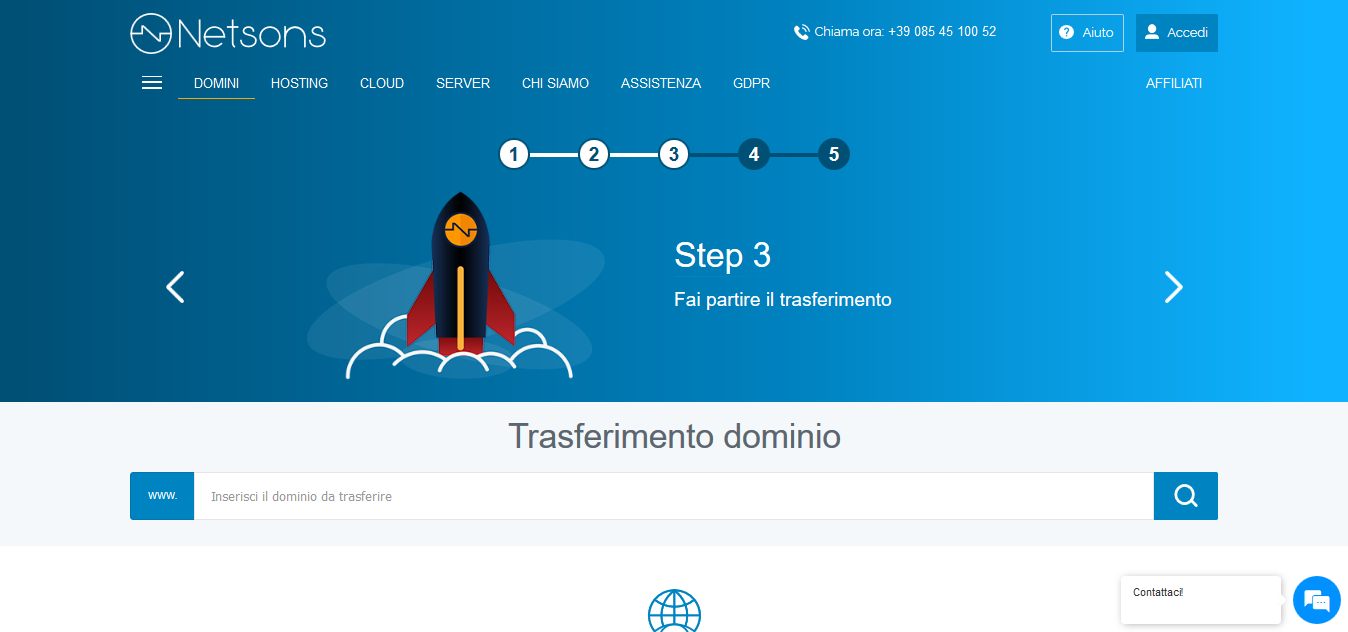 Netsons
Chiama ora: +39 085 45 100 52
Aiuto
Accedi
DOMINI HOSTING CLOUD SERVER CHI SIAMO ASSISTENZA GDPR AFFILIATI
1 2 3 4 5
Step 3
Fai partire il trasferimento
Trasferimento dominio
www. Inserisci il dominio da trasferire
Contattaci!